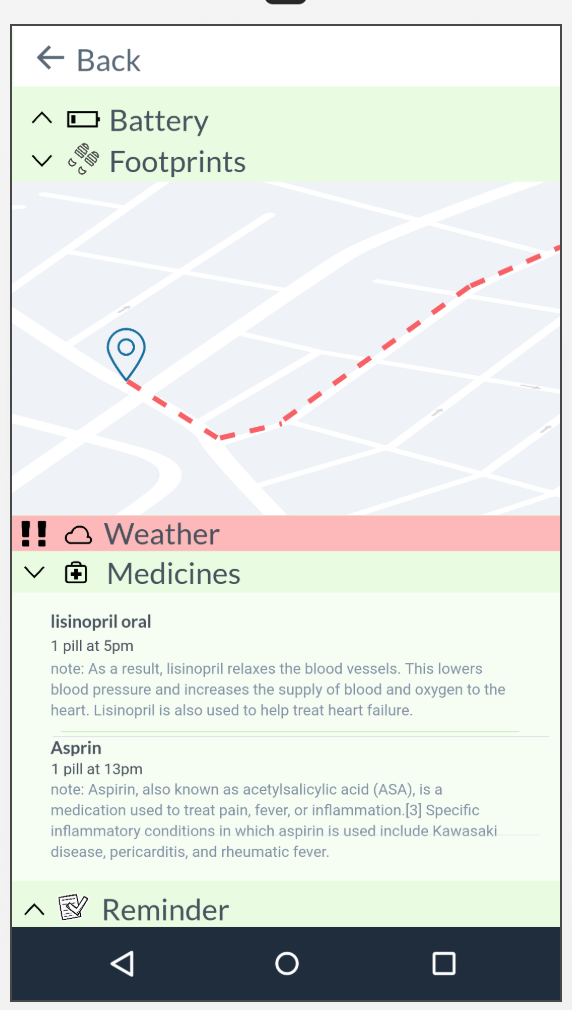 Back
Battery
Footprints
Weather
Medicines
lisinopril oral
1 pill at 5pm
note: As a result, lisinopril relaxes the blood vessels. This lowers
blood pressure and increases the supply of blood and oxygen to the
heart. Lisinopril is also used to help treat heart failure.
Asprin
1 pill at 13pm
note: Aspirin, also known as acetylsalicylic acid (ASA), is a
medication used to treat pain, fever, or inflammation.[3] Specific
inflammatory conditions in which aspirin is used include Kawasaki
disease, pericarditis, and rheumatic fever.
Reminder